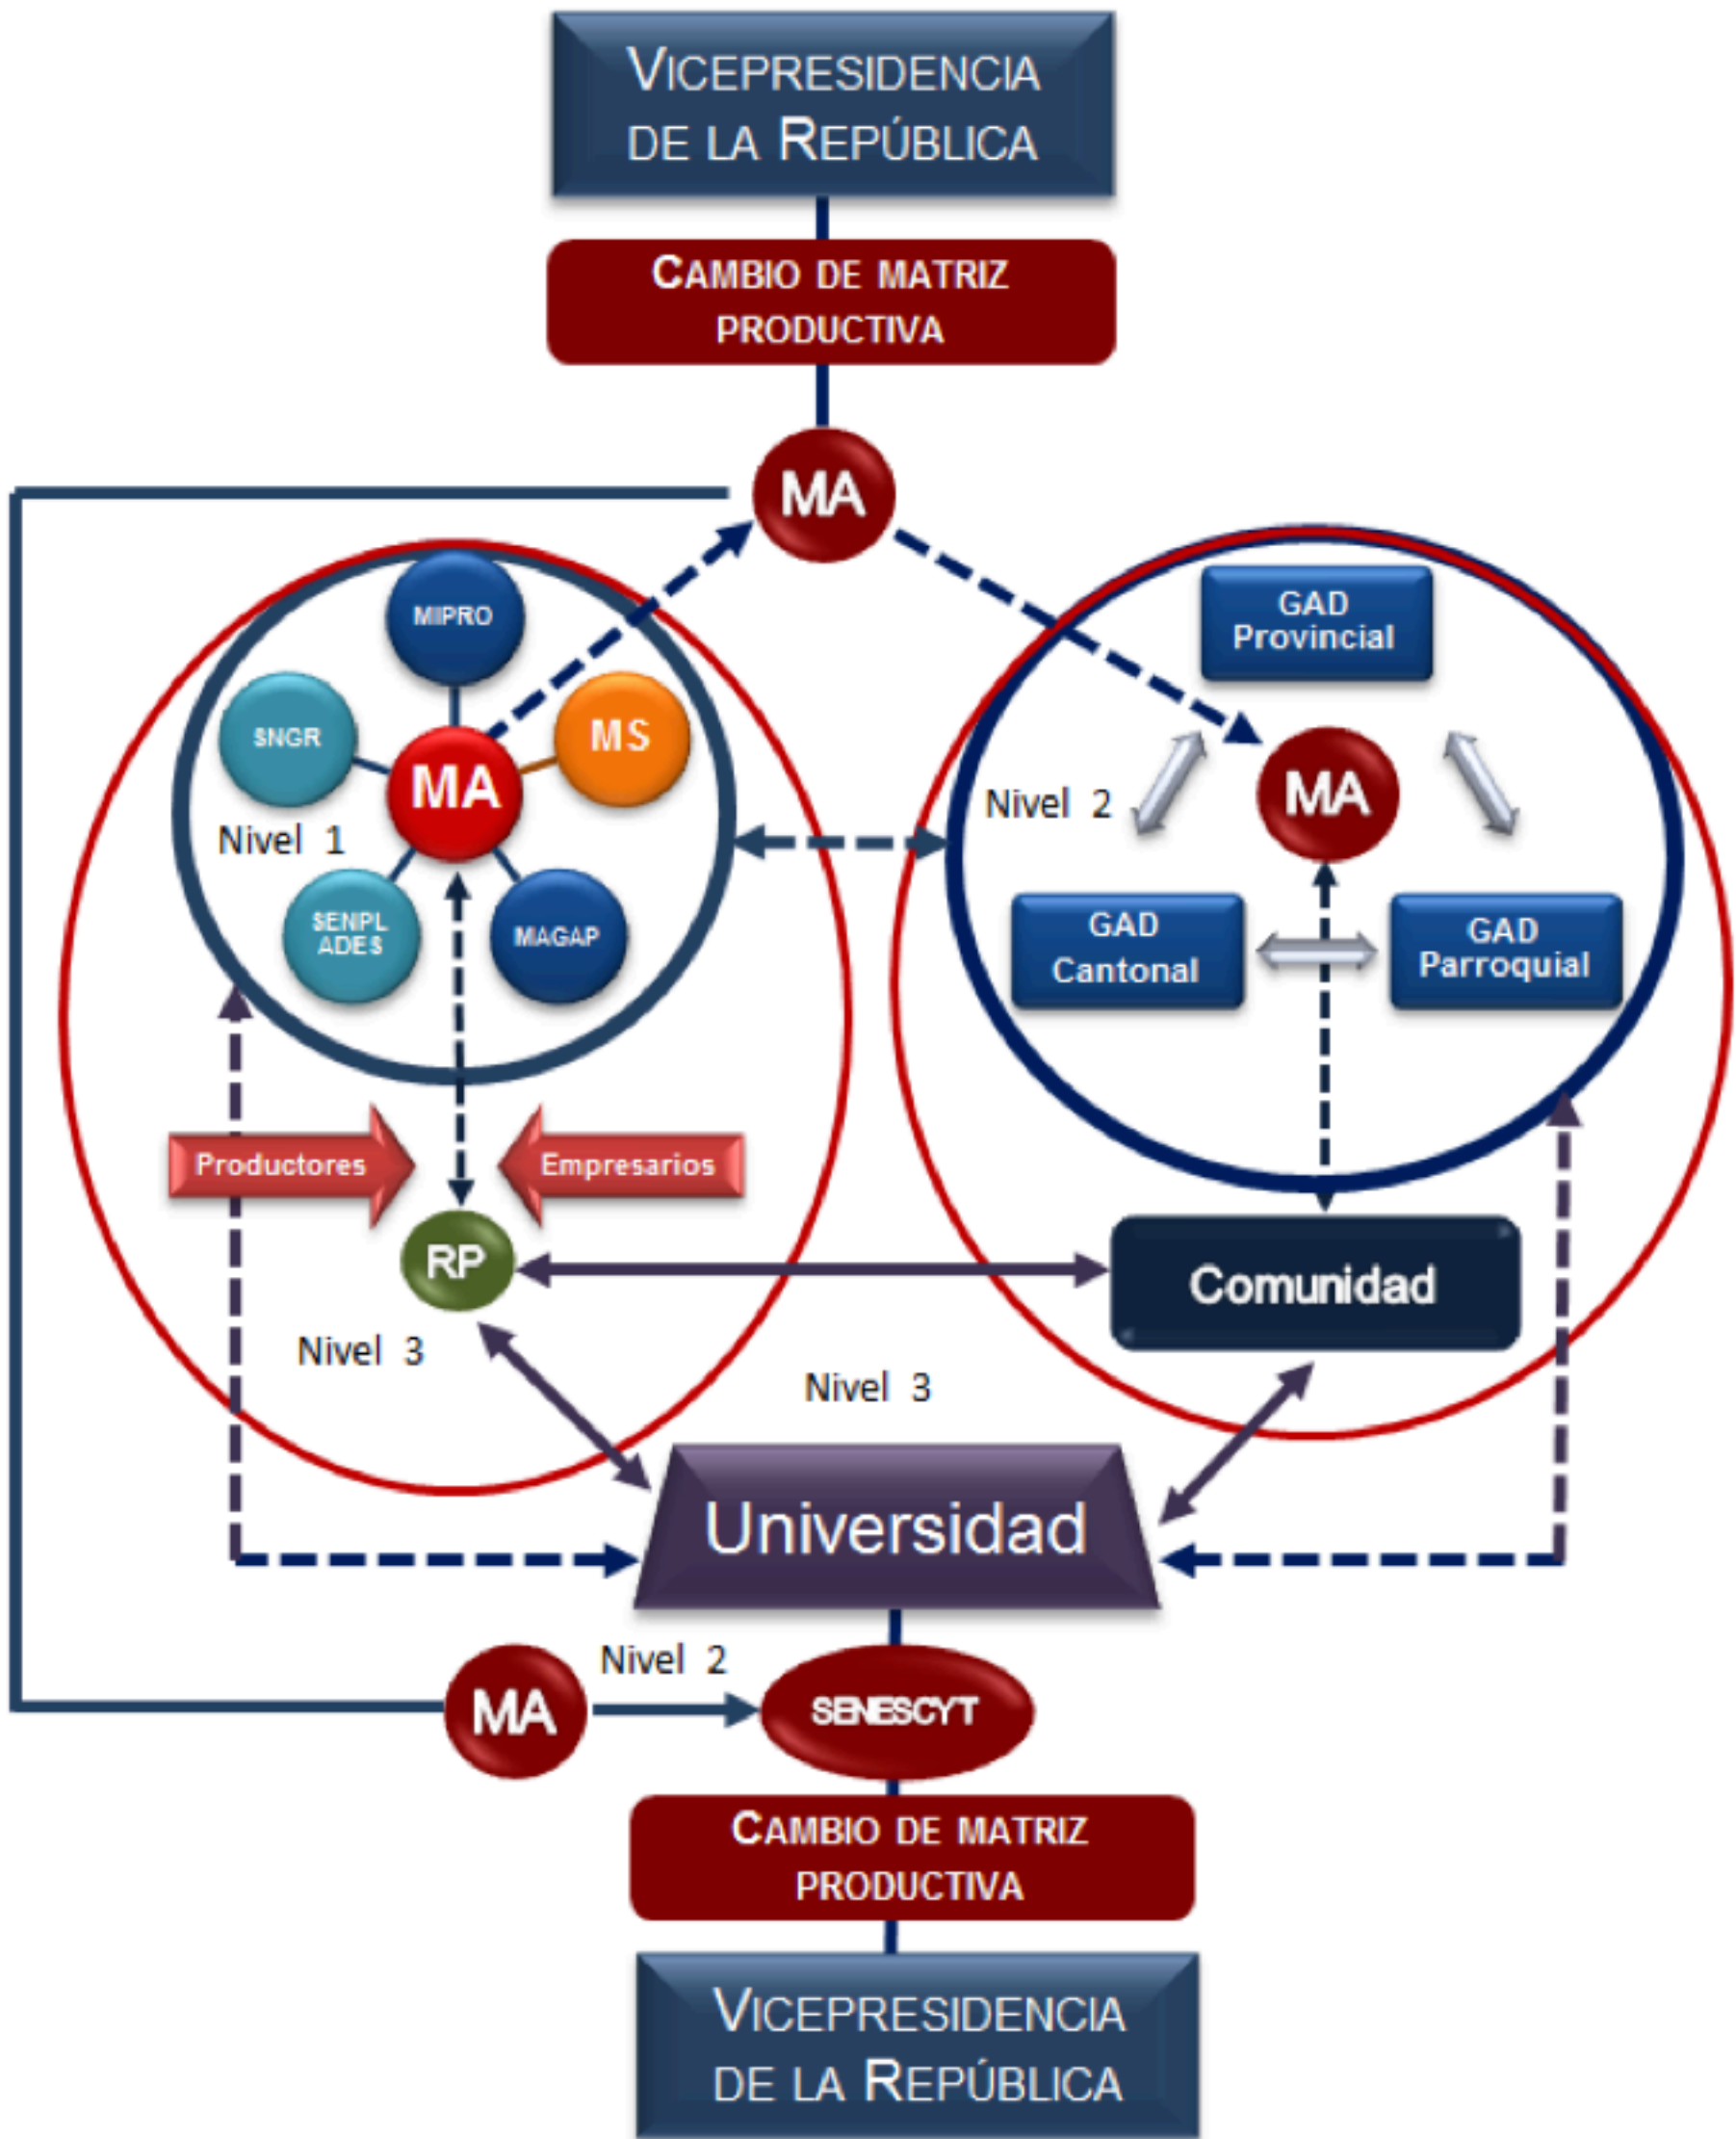 VICEPRESIDENCIA
DE LA REPÚBLICA
CAMBIO DE MATRIZ
PRODUCTIVA
MA
MIPRO
SNGR
MS
MA
Nivel 1
SENPL
ADES
MAGAP
GAD
Provincial
Nivel 2
MA
GAD
Cantonal
GAD
Parroquial
Productores
Empresarios
RP
Comunidad
Nivel 3
Nivel 3
Universidad
Nivel 2
MA
SENESCYT
CAMBIO DE MATRIZ
PRODUCTIVA
VICEPRESIDENCIA
DE LA REPÚBLICA